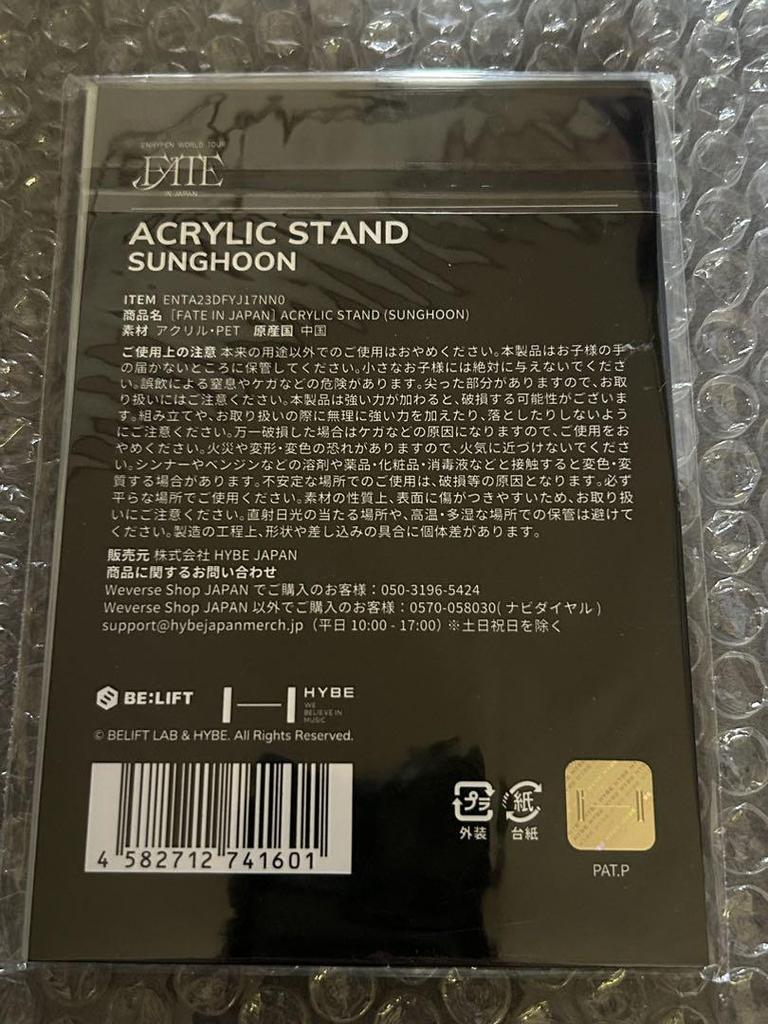 ENHYPEN WORLD TOUR
FATE
IN JAPAN
ACRYLIC STAND
SUNGHOON
ITEM ENTA23DFYJ17NN0
商品名 [FATE IN JAPAN] ACRYLIC STAND (SUNGHOON)
素材 アクリル・PET 原産国 中国
ご使用上の注意 本来の用途以外でのご使用はおやめください。本製品はお子様の手
の届かないところに保管してください。小さなお子様には絶対に与えないでくださ
い。誤飲による窒息やケガなどの危険があります。尖った部分がありますので、お取
り扱いにはご注意ください。本製品は強い力が加わると、破損する可能性がございま
す。組み立てや、お取り扱いの際に無理に強い力を加えたり、落としたりしないよう
にご注意ください。万一破損した場合はケガなどの原因になりますので、ご使用をお
やめください。火災や変形・変色の恐れがありますので、火気に近づけないでくださ
い。シンナーやベンジンなどの溶剤や薬品・化粧品・消毒液などと接触すると変色・変
質する場合があります。不安定な場所でのご使用は、破損等の原因となります。必ず
平らな場所でご使用ください。素材の性質上、表面に傷がつきやすいため、お取り扱
いにご注意ください。直射日光の当たる場所や、高温・多湿な場所での保管は避けて
ください。製造の工程上、形状や差し込みの具合に個体差があります。
販売元 株式会社 HYBE JAPAN
商品に関するお問い合わせ
Weverse Shop JAPAN でご購入のお客様：050-3196-5424
Weverse Shop JAPAN 以外でご購入のお客様：0570-058030( ナビダイヤル )
support@hybejapanmerch.jp（平日 10:00 - 17:00）※土日祝日を除く
BE:LIFT HYBE
WE
BELIEVE IN
MUSIC
© BELIFT LAB & HYBE. All Rights Reserved.
プラ 紙
外装 台紙
4 582712 741601
PAT.P